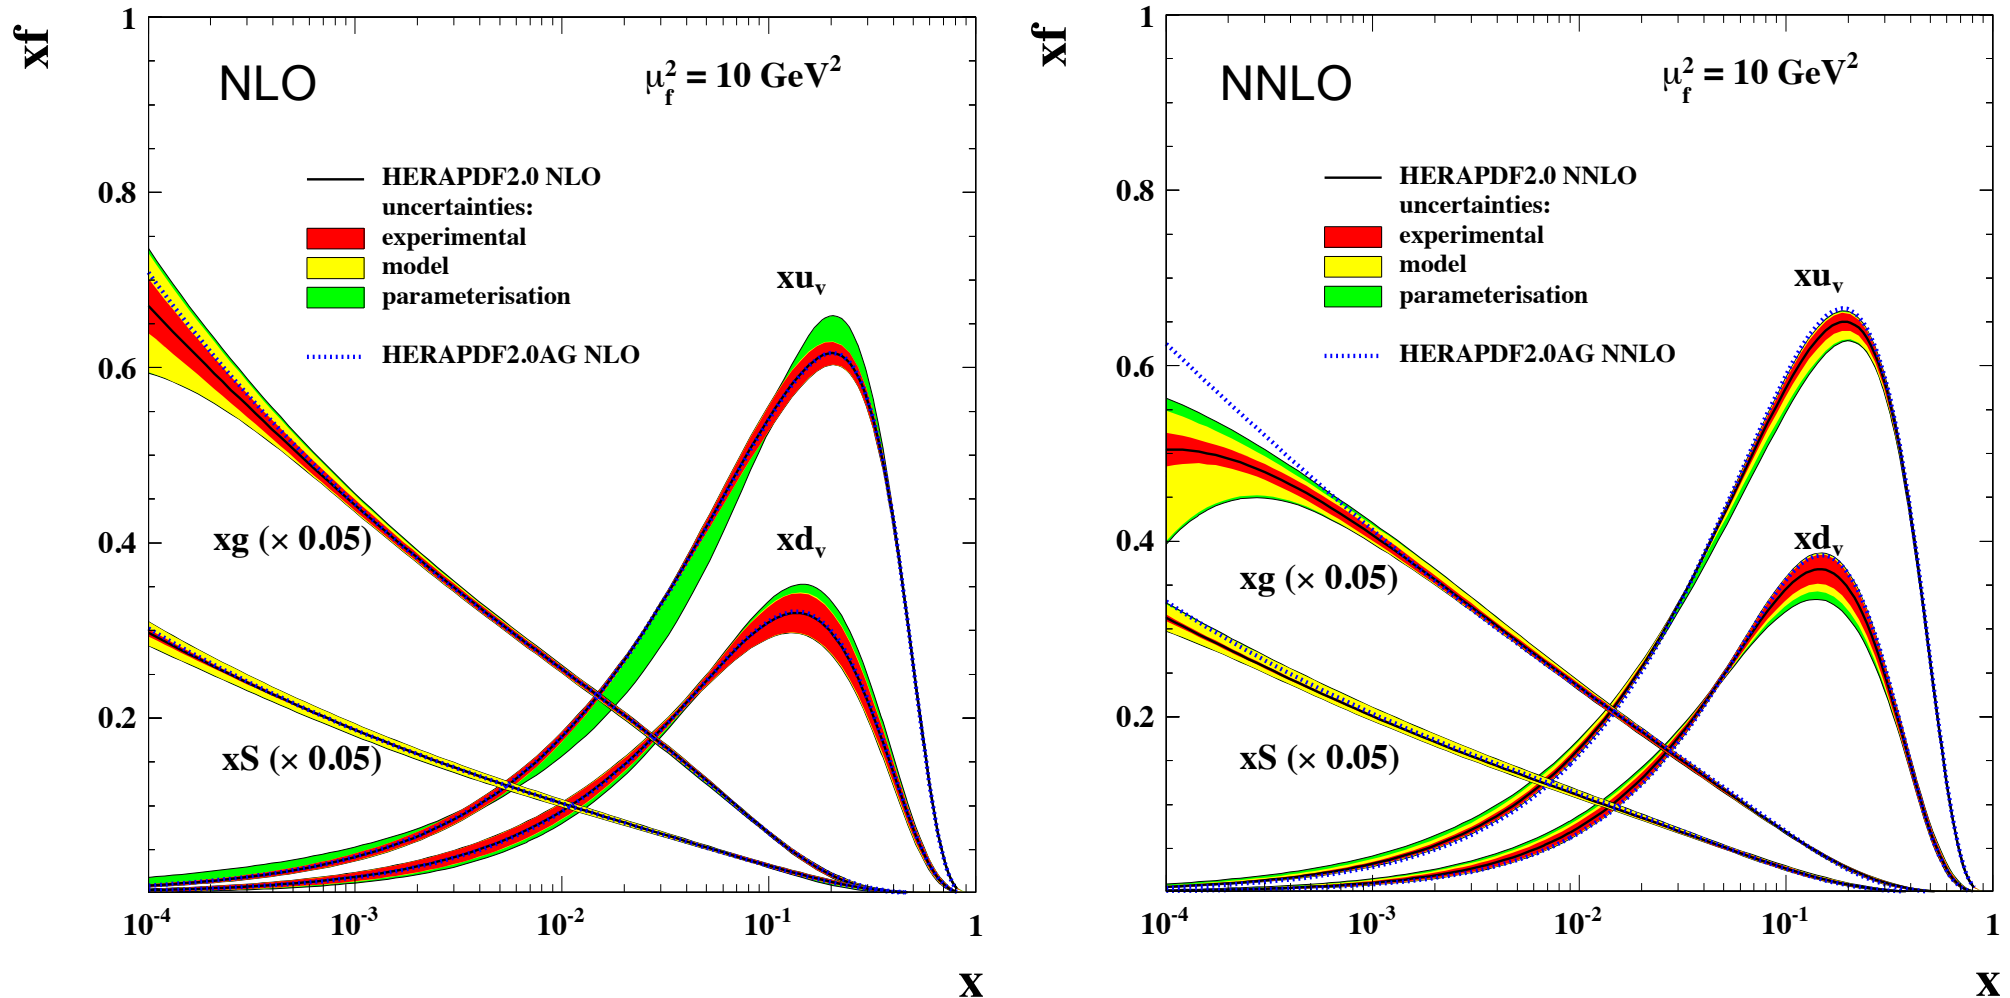 xf
1
NLO
μ_f^2 = 10 GeV^2
HERAPDF2.0 NLO
uncertainties:
experimental
model
parameterisation
HERAPDF2.0AG NLO
0.8
0.6
0.4
0.2
xu_v
xd_v
xg (× 0.05)
xS (× 0.05)
10^-4 10^-3 10^-2 10^-1 1
x
xf
1
NNLO
μ_f^2 = 10 GeV^2
HERAPDF2.0 NNLO
uncertainties:
experimental
model
parameterisation
HERAPDF2.0AG NNLO
0.8
0.6
0.4
0.2
xu_v
xd_v
xg (× 0.05)
xS (× 0.05)
10^-4 10^-3 10^-2 10^-1 1
x